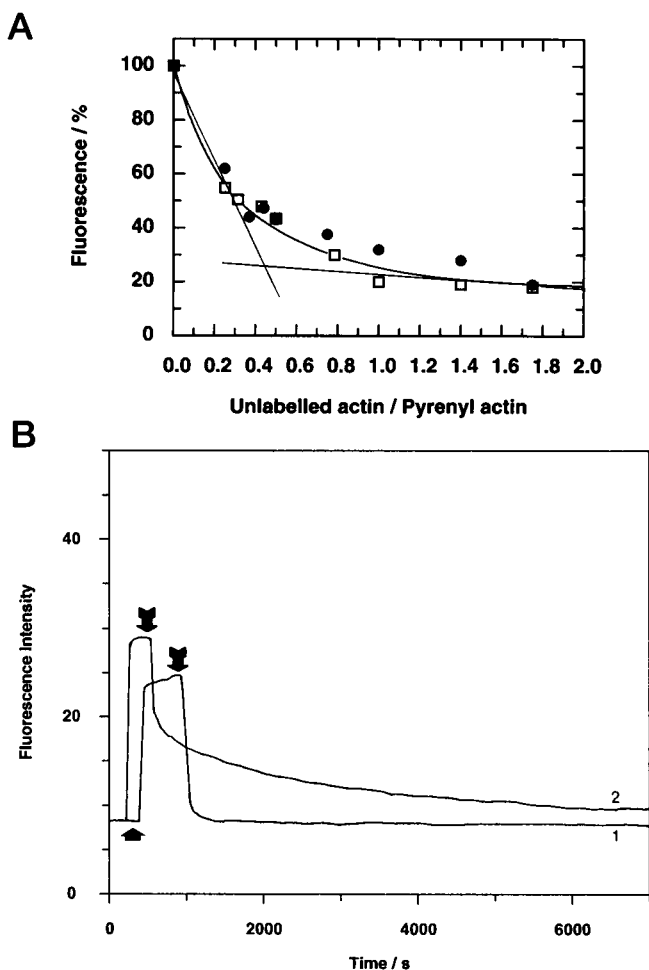 A
Fluorescence / %
100
80
60
40
20
0
0.0 0.2 0.4 0.6 0.8 1.0 1.2 1.4 1.6 1.8 2.0
Unlabelled actin / Pyrenyl actin
B
Fluorescence Intensity
40
20
0
2
1
0 2000 4000 6000
Time / s